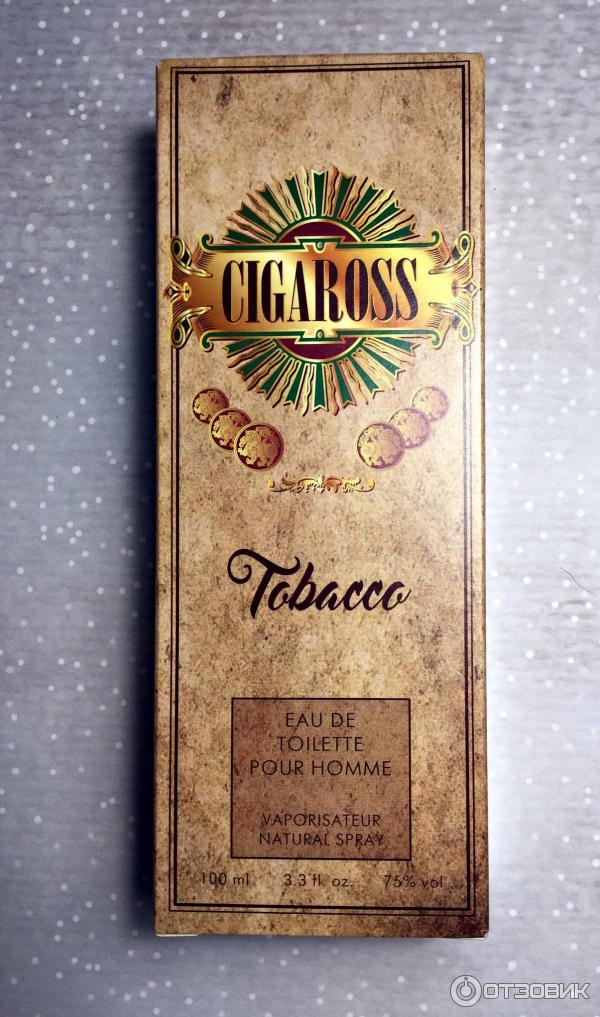 CIGAROSS
Tobacco
EAU DE
TOILETTE
POUR HOMME
VAPORISATEUR
NATURAL SPRAY
100 ml 3.3 fl. oz. 75% vol
ОТЗОВИК